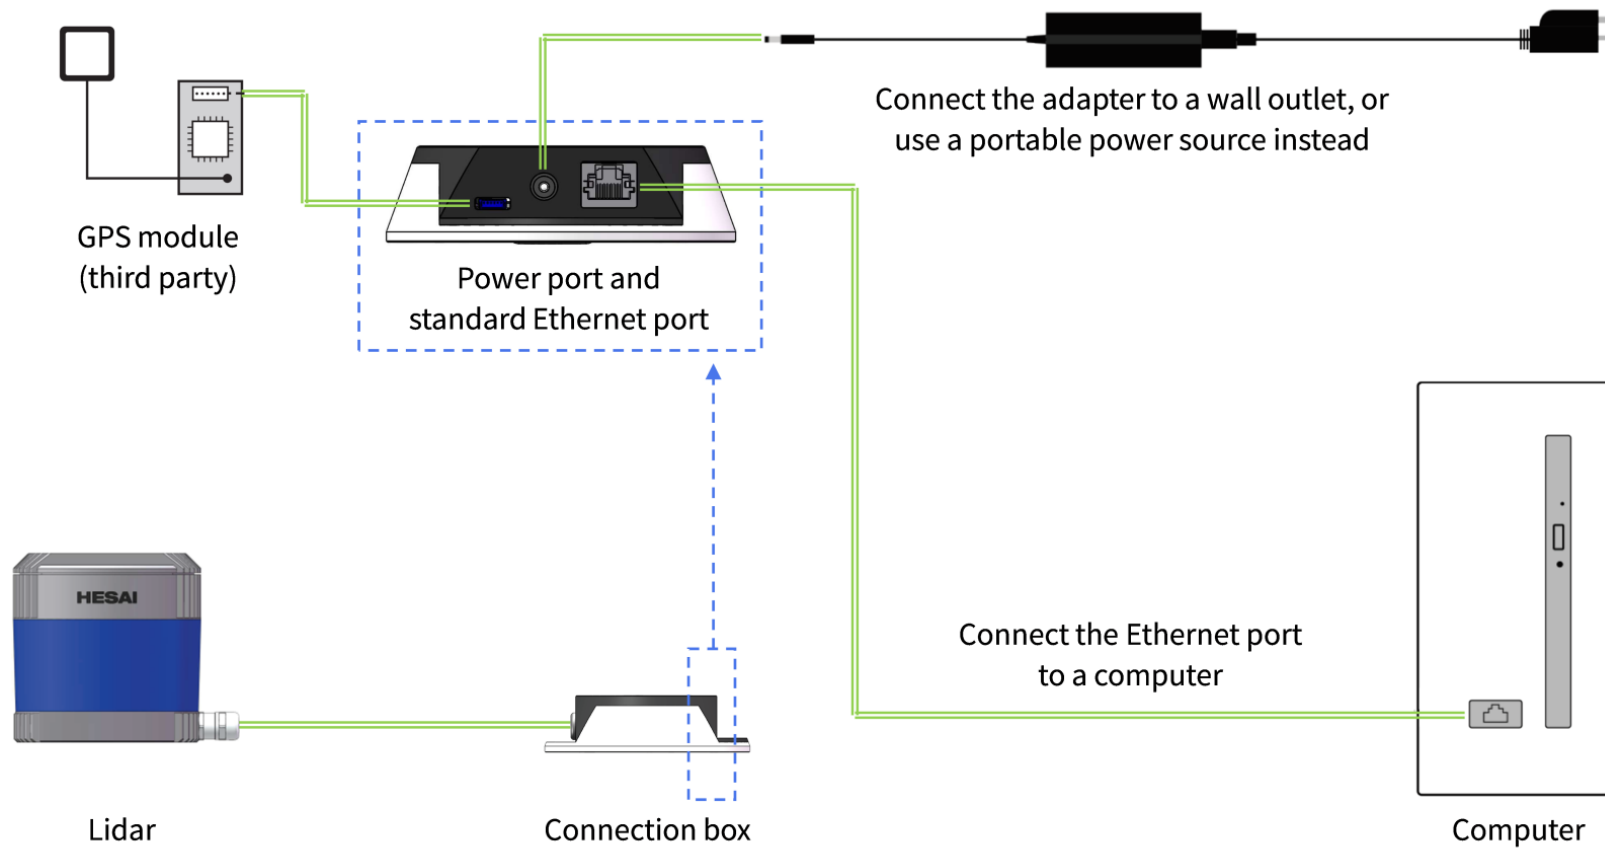 Connect the adapter to a wall outlet, or
use a portable power source instead
GPS module
(third party)
Power port and
standard Ethernet port
HESAI
Connect the Ethernet port
to a computer
Lidar
Connection box
Computer